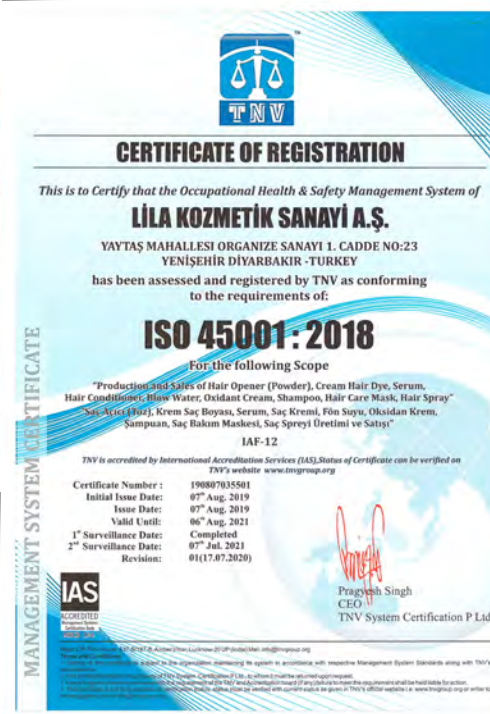 TM
TNV
CERTIFICATE OF REGISTRATION
This is to Certify that the Occupational Health & Safety Management System of
LİLA KOZMETİK SANAYİ A.Ş.
YAYTAŞ MAHALLESI ORGANIZE SANAYI 1. CADDE NO:23
YENİŞEHİR DİYARBAKIR -TURKEY
has been assessed and registered by TNV as conforming
to the requirements of:
ISO 45001 : 2018
For the following Scope
"Production and Sales of Hair Opener (Powder), Cream Hair Dye, Serum,
Hair Conditioner, Blow Water, Oxidant Cream, Shampoo, Hair Care Mask, Hair Spray"
"Saç Açıcı (Toz), Krem Saç Boyası, Serum, Saç Kremi, Fön Suyu, Oksidan Krem,
Şampuan, Saç Bakım Maskesi, Saç Spreyi Üretimi ve Satışı"
IAF-12
TNV is accredited by International Accreditation Services (IAS),Status of Certificate can be verified on
TNV's website www.tnvgroup.org
Certificate Number : 190807035501
Initial Issue Date: 07th Aug. 2019
Issue Date: 07th Aug. 2019
Valid Until: 06th Aug. 2021
1st Surveillance Date: Completed
2nd Surveillance Date: 07th Jul. 2021
Revision: 01(17.07.2020)
MANAGEMENT SYSTEM CERTIFICATE
Pragyesh Singh
CEO
TNV System Certification P Ltd
IAS
ACCREDITED
Management Systems
Certification Body